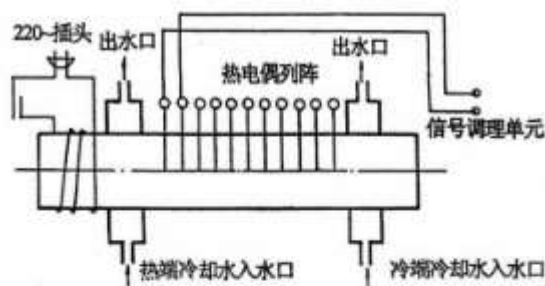 220~插头
出水口
出水口
热电偶列阵
信号调理单元
热端冷却水入水口
冷端冷却水入水口